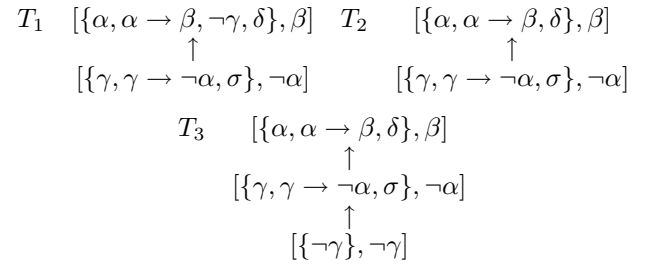 T₁ [{α, α → β, ¬γ, δ}, β] T₂ [{α, α → β, δ}, β]
↑ ↑
[{γ, γ → ¬α, σ}, ¬α] [{γ, γ → ¬α, σ}, ¬α]
T₃ [{α, α → β, δ}, β]
↑
[{γ, γ → ¬α, σ}, ¬α]
↑
[{¬γ}, ¬γ]